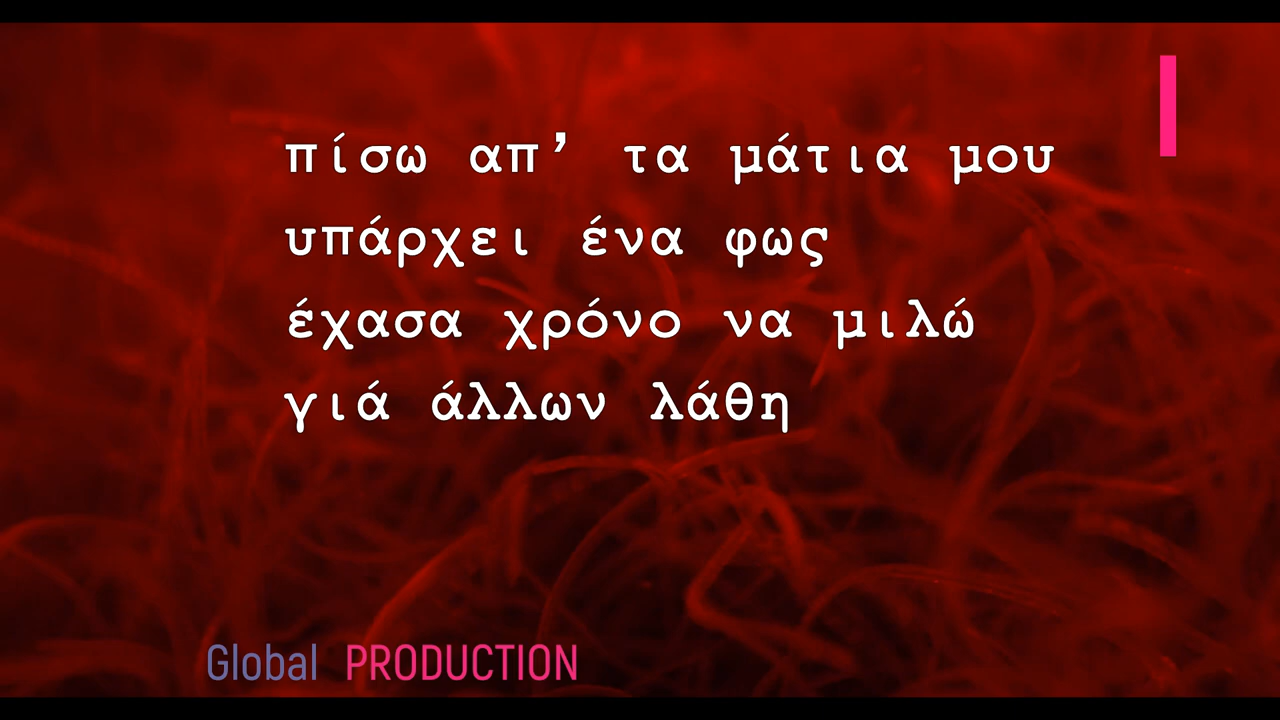 πίσω απ’ τα μάτια μου
υπάρχει ένα φως
έχασα χρόνο να μιλώ
γιά άλλων λάθη
Global PRODUCTION